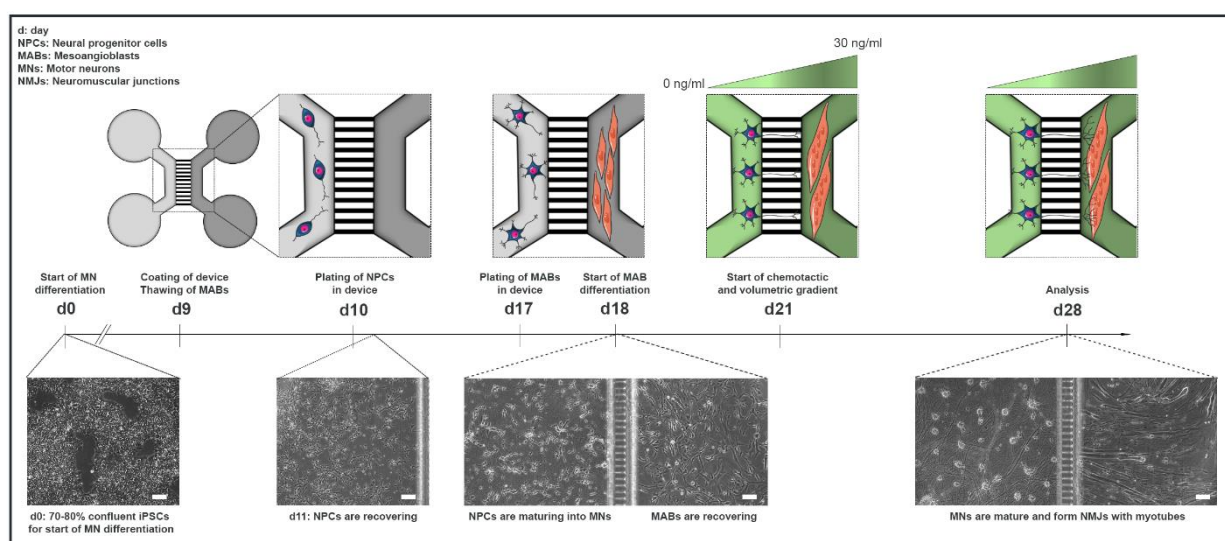 d: day
NPCs: Neural progenitor cells
MABs: Mesoangioblasts
MNs: Motor neurons
NMJs: Neuromuscular junctions
30 ng/ml
0 ng/ml
Start of MN
differentiation
d0
Coating of device
Thawing of MABs
d9
Plating of NPCs
in device
d10
Plating of MABs
in device
d17
Start of MAB
differentiation
d18
Start of chemotactic
and volumetric gradient
d21
Analysis
d28
d0: 70-80% confluent iPSCs
for start of MN differentiation
d11: NPCs are recovering
NPCs are maturing into MNs
MABs are recovering
MNs are mature and form NMJs with myotubes